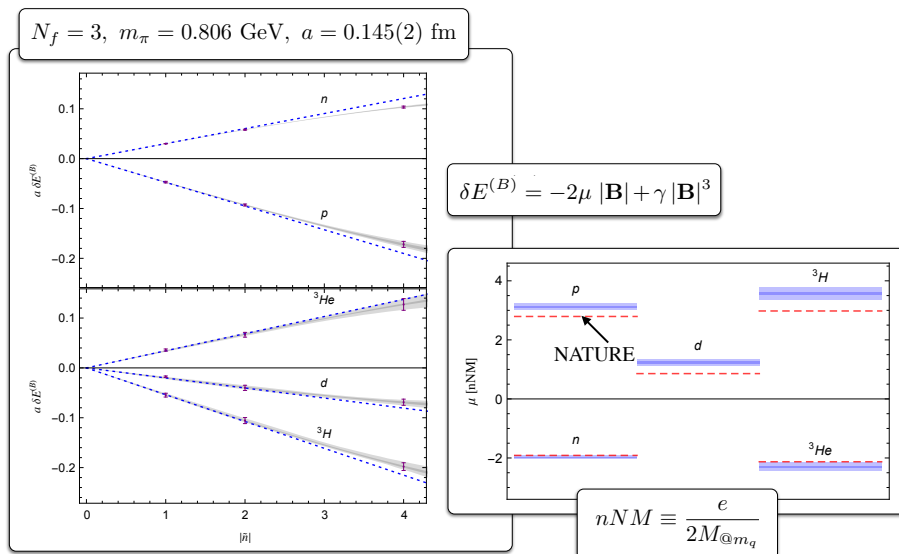 N_f = 3, m_π = 0.806 GeV, a = 0.145(2) fm
0.1
0.0
−0.1
−0.2
a δE^(B)
n
p
0.1
0.0
−0.1
−0.2
a δE^(B)
³He
d
³H
0
1
2
3
4
|ñ|
δE^(B) = −2μ |B| + γ |B|³
4
2
0
−2
μ [nNM]
p
³H
NATURE
d
n
³He
nNM ≡ e / 2M_@m_q